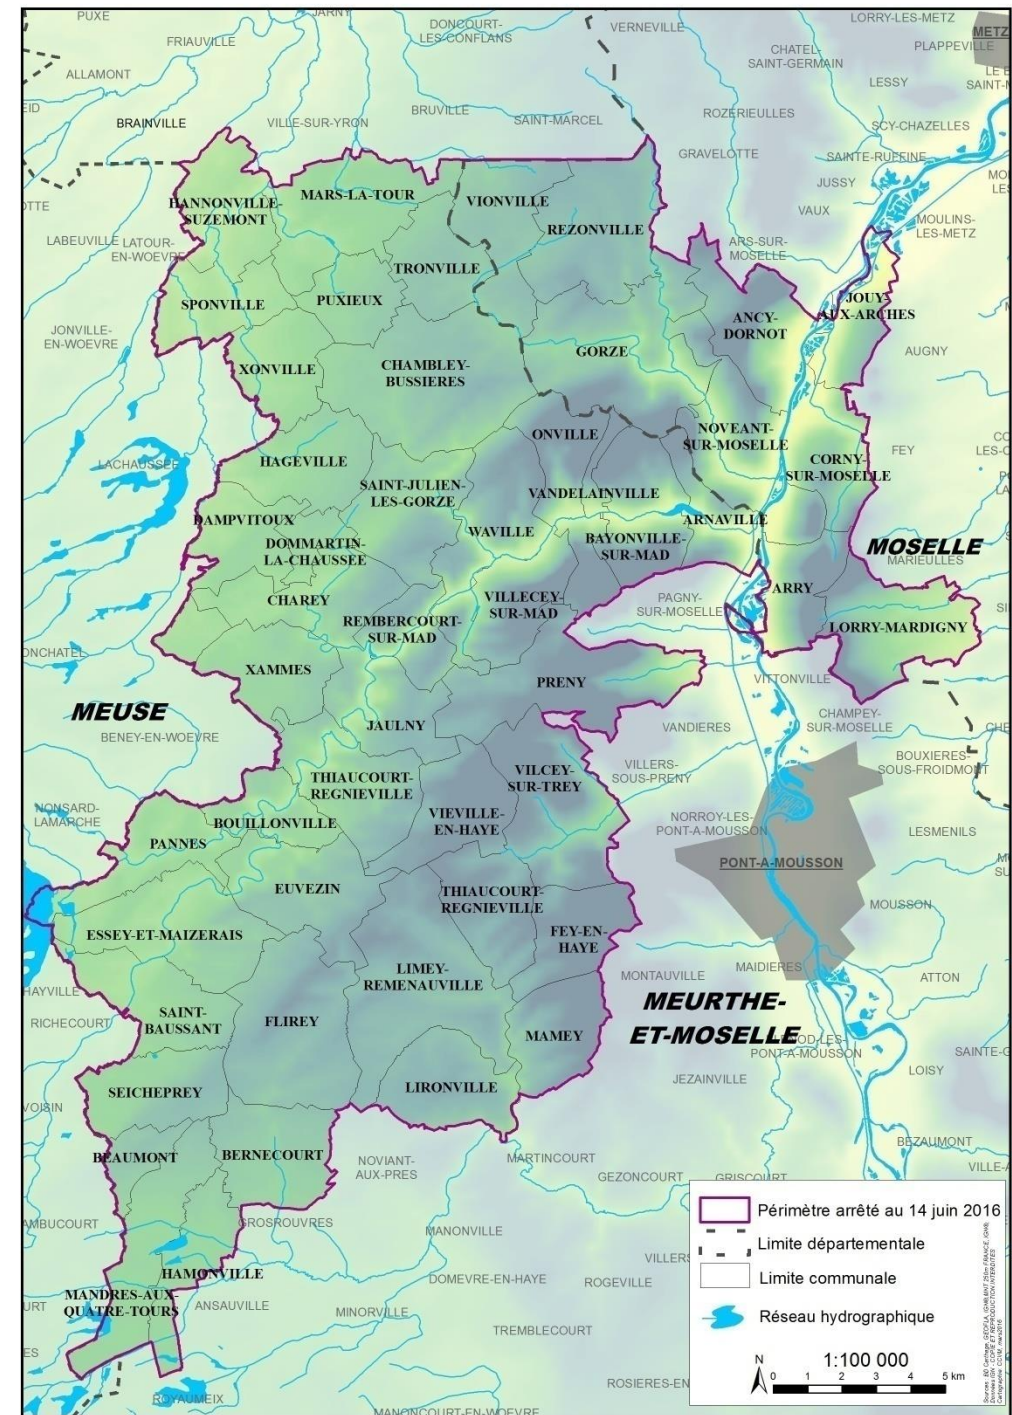 PUXE
JARNY
DONCOURT-
LES-CONFLANS
VERNEVILLE
LORRY-LES-METZ
METZ
FRIAUVILLE
PLAPPEVILLE
CHATEL-
SAINT-GERMAIN
ALLAMONT
LESSY
BRAINVILLE
VILLE-SUR-YRON
BRUVILLE
SAINT-MARCEL
ROZERIEULLES
SCY-CHAZELLES
GRAVELOTTE
SAINTE-RUFFINE
JUSSY
HANNONVILLE-
SUZEMONT
MARS-LA-TOUR
VIONVILLE
REZONVILLE
VAUX
MOULINS-
LES-METZ
LABEUVILLE
LATOUR-
EN-WOEVRE
ARS-SUR-
MOSELLE
TRONVILLE
SPONVILLE
PUXIEUX
JOUY-
AUX-ARCHES
ANCY-
DORNOT
JONVILLE-
EN-WOEVRE
AUGNY
GORZE
XONVILLE
CHAMBLEY-
BUSSIERES
ONVILLE
NOVEANT-
SUR-MOSELLE
FEY
LACHAUSSEE
HAGEVILLE
CORNY-
SUR-MOSELLE
SAINT-JULIEN-
LES-GORZE
VANDELAINVILLE
DAMPVITOUX
WAVILLE
ARNAVILLE
DOMMARTIN-
LA-CHAUSSEE
BAYONVILLE-
SUR-MAD
MOSELLE
MARIEULLES
CHAREY
VILLECEY-
SUR-MAD
PAGNY-
SUR-MOSELLE
ARRY
REMBERCOURT-
SUR-MAD
LORRY-MARDIGNY
XAMMES
PRENY
VITTONVILLE
MEUSE
BENEY-EN-WOEVRE
JAULNY
VANDIERES
CHAMPEY-
SUR-MOSELLE
BOUXIERES-
SOUS-FROIDMONT
THIAUCOURT-
REGNIEVILLE
VILCEY-
SUR-TREY
VILLERS-
SOUS-PRENY
NONSARD-
LAMARCHE
BOUILLONVILLE
VIEVILLE-
EN-HAYE
NORROY-LES-
PONT-A-MOUSSON
LESMENILS
PANNES
PONT-A-MOUSSON
EUVEZIN
THIAUCOURT-
REGNIEVILLE
MOUSSON
ESSEY-ET-MAIZERAIS
FEY-EN-
HAYE
LIMEY-
REMENAUVILLE
MONTAUVILLE
MAIDIERES
ATTON
RICHECOURT
SAINT-
BAUSSANT
FLIREY
MEURTHE-
ET-MOSELLE
MAMEY
PONT-A-MOUSSON
LOISY
JEZAINVILLE
SEICHEPREY
LIRONVILLE
BEAUMONT
BERNECOURT
NOVIANT-
AUX-PRES
MARTINCOURT
BEZAUMONT
GEZONCOURT
GRISCOURT
GROSROUVRES
MANONVILLE
HAMONVILLE
DOMEVRE-EN-HAYE
ROGEVILLE
MANDRES-AUX-
QUATRE-TOURS
ANSAUVILLE
MINORVILLE
TREMBLECOURT
ROYAUMEIX
MANONCOURT-EN-WOEVRE
Périmètre arrêté au 14 juin 2016
Limite départementale
Limite communale
Réseau hydrographique
N
1:100 000
0 1 2 3 4 5 km